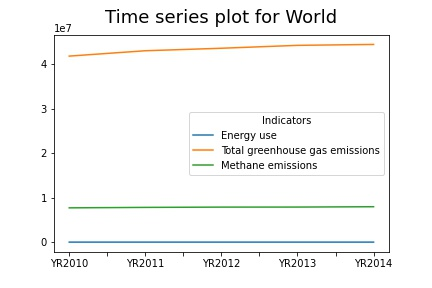 Time series plot for World
1e7
4
3
2
1
0
Indicators
Energy use
Total greenhouse gas emissions
Methane emissions
YR2010 YR2011 YR2012 YR2013 YR2014